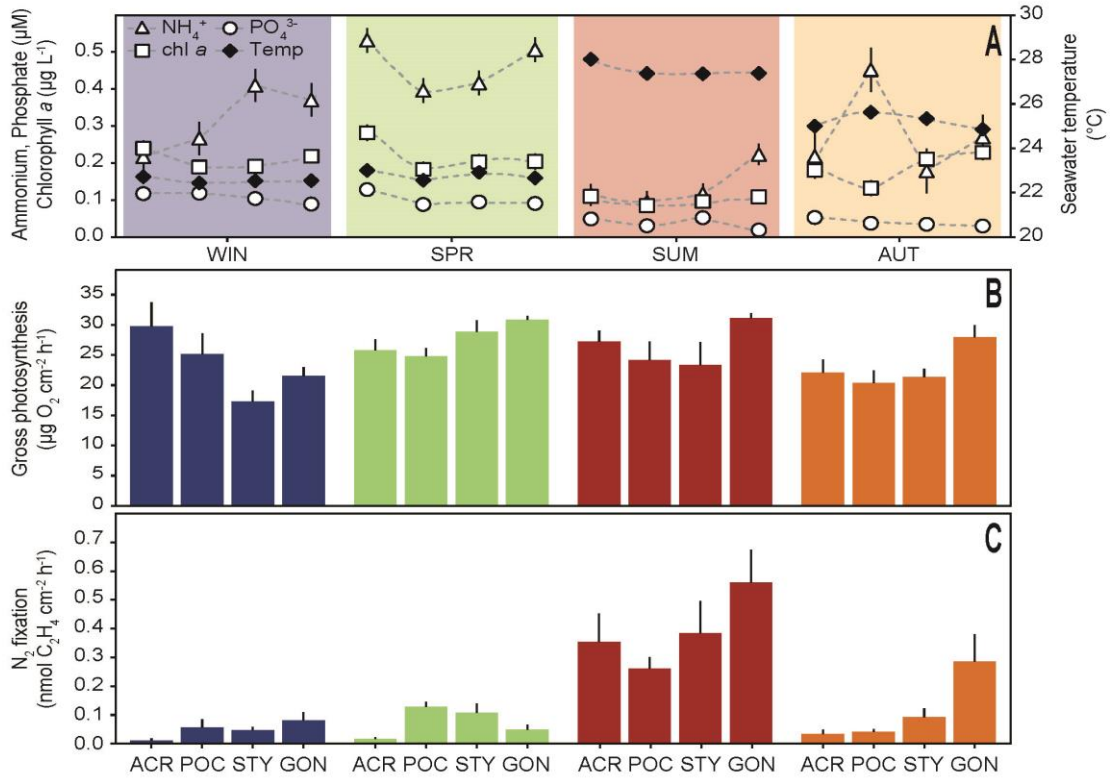 Ammonium, Phosphate (µM)
Chlorophyll a (µg L⁻¹)
0.5
0.4
0.3
0.2
0.1
0.0
NH₄⁺ PO₄³⁻
chl a Temp
A
30
28
26
24
22
20
Seawater temperature
(°C)
WIN SPR SUM AUT
Gross photosynthesis
(µg O₂ cm⁻² h⁻¹)
35
30
25
20
15
10
5
0
B
N₂ fixation
(nmol C₂H₄ cm⁻² h⁻¹)
0.7
0.6
0.5
0.4
0.3
0.2
0.1
0.0
C
ACR POC STY GON ACR POC STY GON ACR POC STY GON ACR POC STY GON